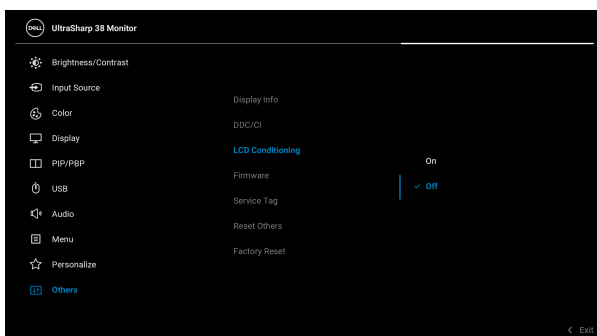 DELL
UltraSharp 38 Monitor
Brightness/Contrast
Input Source
Color
Display
PIP/PBP
USB
Audio
Menu
Personalize
Others
Display Info
DDC/CI
LCD Conditioning
Firmware
Service Tag
Reset Others
Factory Reset
On
Off
Exit